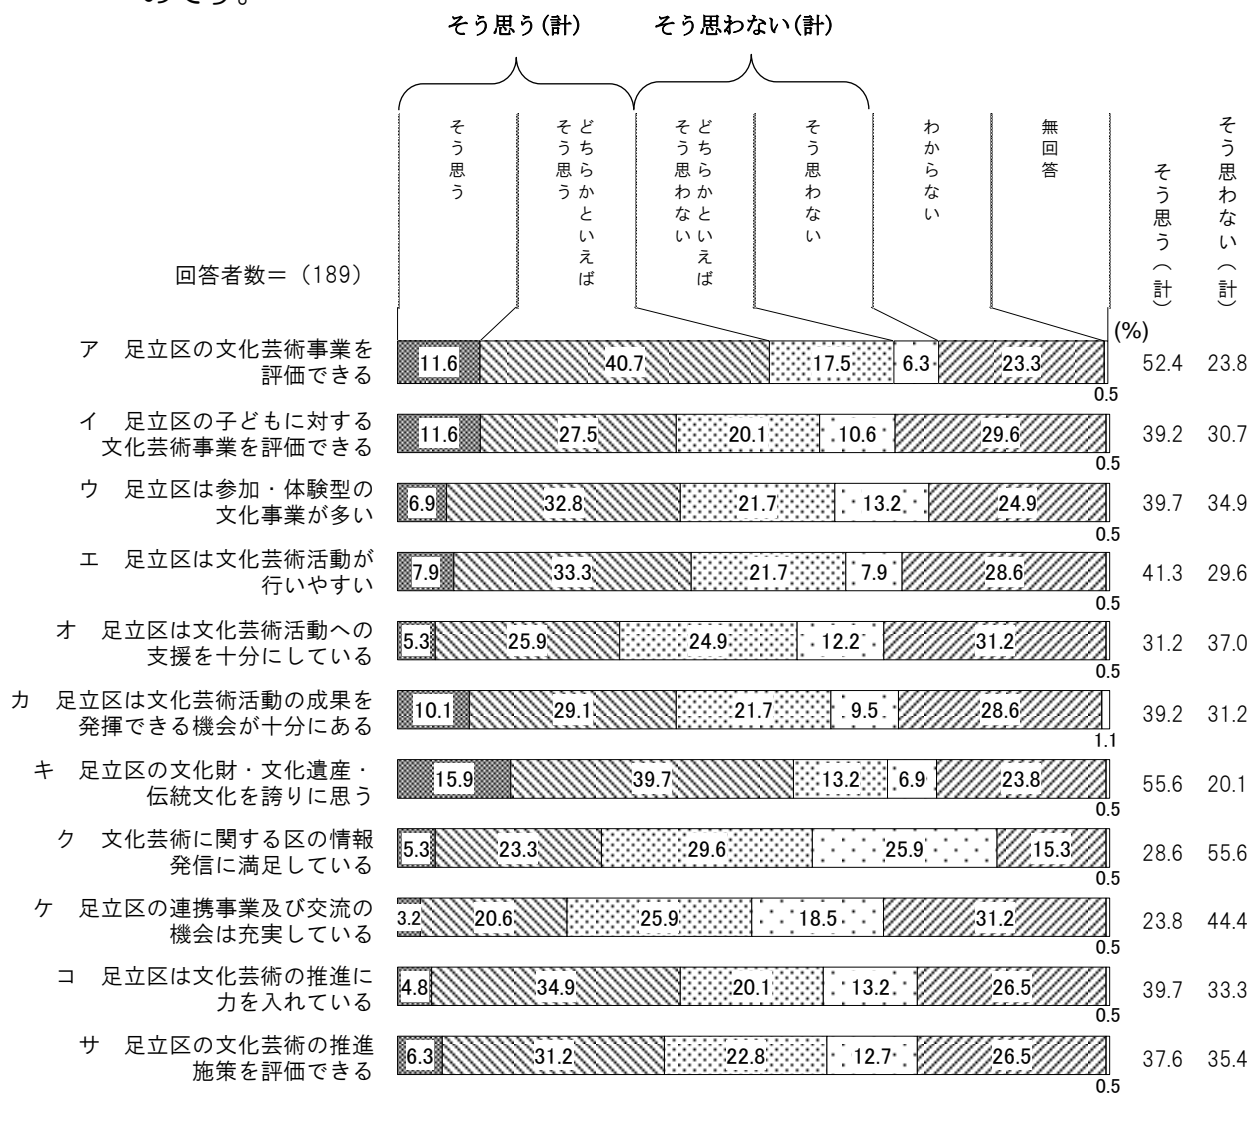 のです。
そう思う(計) そう思わない(計)
そう思う
どちらかといえば
そう思う
どちらかといえば
そう思わない
そう思わない
わからない
無回答
そう思う(計)
そう思わない(計)
回答者数＝（189）
(%)
ア 足立区の文化芸術事業を
評価できる
11.6 40.7 17.5 6.3 23.3 0.5 52.4 23.8
イ 足立区の子どもに対する
文化芸術事業を評価できる
11.6 27.5 20.1 10.6 29.6 0.5 39.2 30.7
ウ 足立区は参加・体験型の
文化事業が多い
6.9 32.8 21.7 13.2 24.9 0.5 39.7 34.9
エ 足立区は文化芸術活動が
行いやすい
7.9 33.3 21.7 7.9 28.6 0.5 41.3 29.6
オ 足立区は文化芸術活動への
支援を十分にしている
5.3 25.9 24.9 12.2 31.2 0.5 31.2 37.0
カ 足立区は文化芸術活動の成果を
発揮できる機会が十分にある
10.1 29.1 21.7 9.5 28.6 1.1 39.2 31.2
キ 足立区の文化財・文化遺産・
伝統文化を誇りに思う
15.9 39.7 13.2 6.9 23.8 0.5 55.6 20.1
ク 文化芸術に関する区の情報
発信に満足している
5.3 23.3 29.6 25.9 15.3 0.5 28.6 55.6
ケ 足立区の連携事業及び交流の
機会は充実している
3.2 20.6 25.9 18.5 31.2 0.5 23.8 44.4
コ 足立区は文化芸術の推進に
力を入れている
4.8 34.9 20.1 13.2 26.5 0.5 39.7 33.3
サ 足立区の文化芸術の推進
施策を評価できる
6.3 31.2 22.8 12.7 26.5 0.5 37.6 35.4